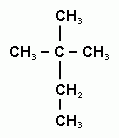 CH₃
CH₃ – C – CH₃
CH₂
CH₃